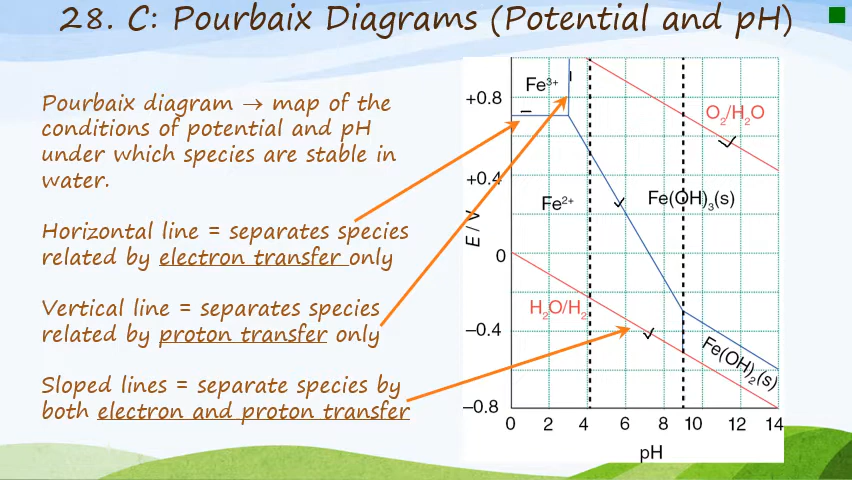 28. C: Pourbaix Diagrams (Potential and pH)
Pourbaix diagram → map of the
conditions of potential and pH
under which species are stable in
water.
Horizontal line = separates species
related by electron transfer only
Vertical line = separates species
related by proton transfer only
Sloped lines = separate species by
both electron and proton transfer
+0.8
+0.4
0
–0.4
–0.8
E / V
Fe³⁺
O₂/H₂O
Fe²⁺
Fe(OH)₃(s)
H₂O/H₂
Fe(OH)₂(s)
0 2 4 6 8 10 12 14
pH